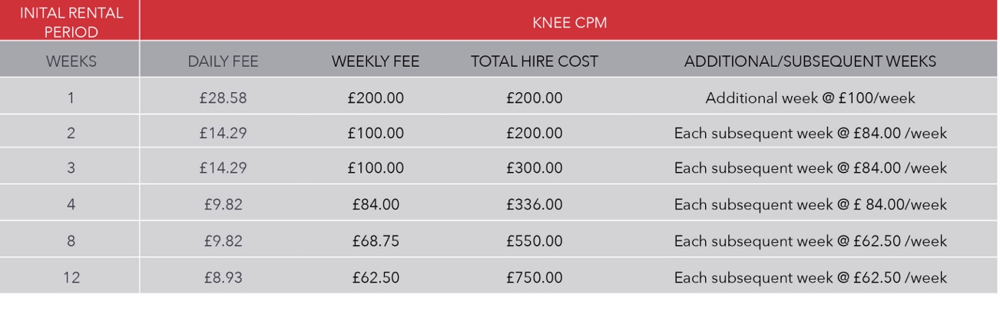 INITAL RENTAL
PERIOD
KNEE CPM
WEEKS DAILY FEE WEEKLY FEE TOTAL HIRE COST ADDITIONAL/SUBSEQUENT WEEKS
1 £28.58 £200.00 £200.00 Additional week @ £100/week
2 £14.29 £100.00 £200.00 Each subsequent week @ £84.00 /week
3 £14.29 £100.00 £300.00 Each subsequent week @ £84.00 /week
4 £9.82 £84.00 £336.00 Each subsequent week @ £ 84.00/week
8 £9.82 £68.75 £550.00 Each subsequent week @ £62.50 /week
12 £8.93 £62.50 £750.00 Each subsequent week @ £62.50 /week